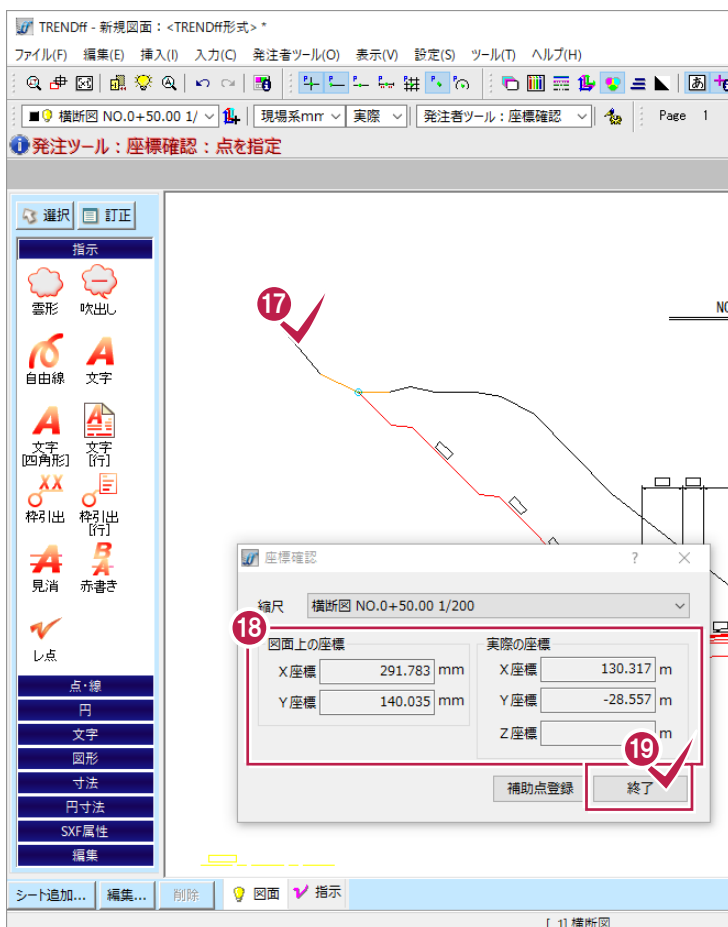 TRENDff - 新規図面 : <TRENDff形式> *
ファイル(F) 編集(E) 挿入(I) 入力(C) 発注者ツール(O) 表示(V) 設定(S) ツール(T) ヘルプ(H)
横断図 NO.0+50.00 1/ 現場系mm 実際 発注者ツール : 座標確認 Page 1
発注ツール : 座標確認 : 点を指定
選択 訂正
指示
雲形 吹出し
自由線 文字
文字[四角形] 文字[行]
枠引出 枠引出[行]
見消 赤書き
レ点
点・線
円
文字
図形
寸法
円寸法
SXF属性
編集
17
NO
座標確認 ? ×
縮尺 横断図 NO.0+50.00 1/200
18
図面上の座標
X座標 291.783 mm
Y座標 140.035 mm
実際の座標
X座標 130.317 m
Y座標 -28.557 m
Z座標 m
19
補助点登録 終了
シート追加... 編集... 削除 図面 指示
[ 1] 横断図